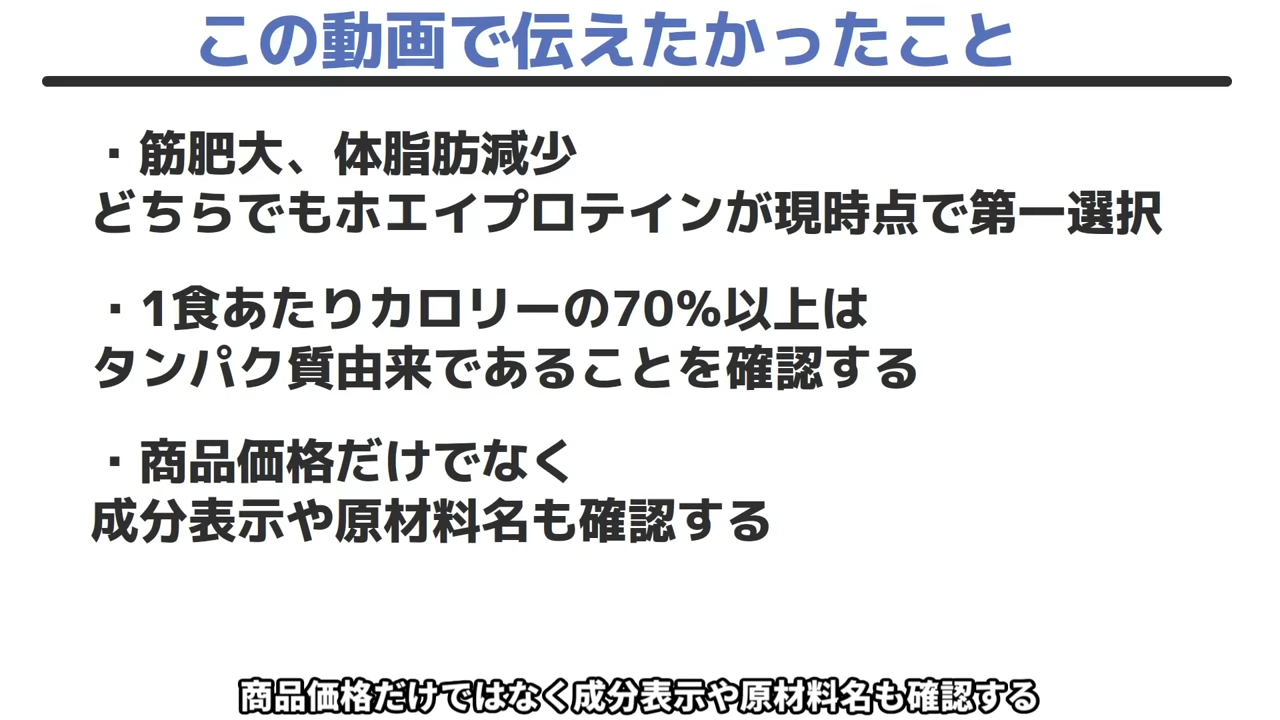 この動画で伝えたかったこと
・筋肥大、体脂肪減少
どちらでもホエイプロテインが現時点で第一選択
・1食あたりカロリーの70%以上は
タンパク質由来であることを確認する
・商品価格だけでなく
成分表示や原材料名も確認する
商品価格だけではなく成分表示や原材料名も確認する